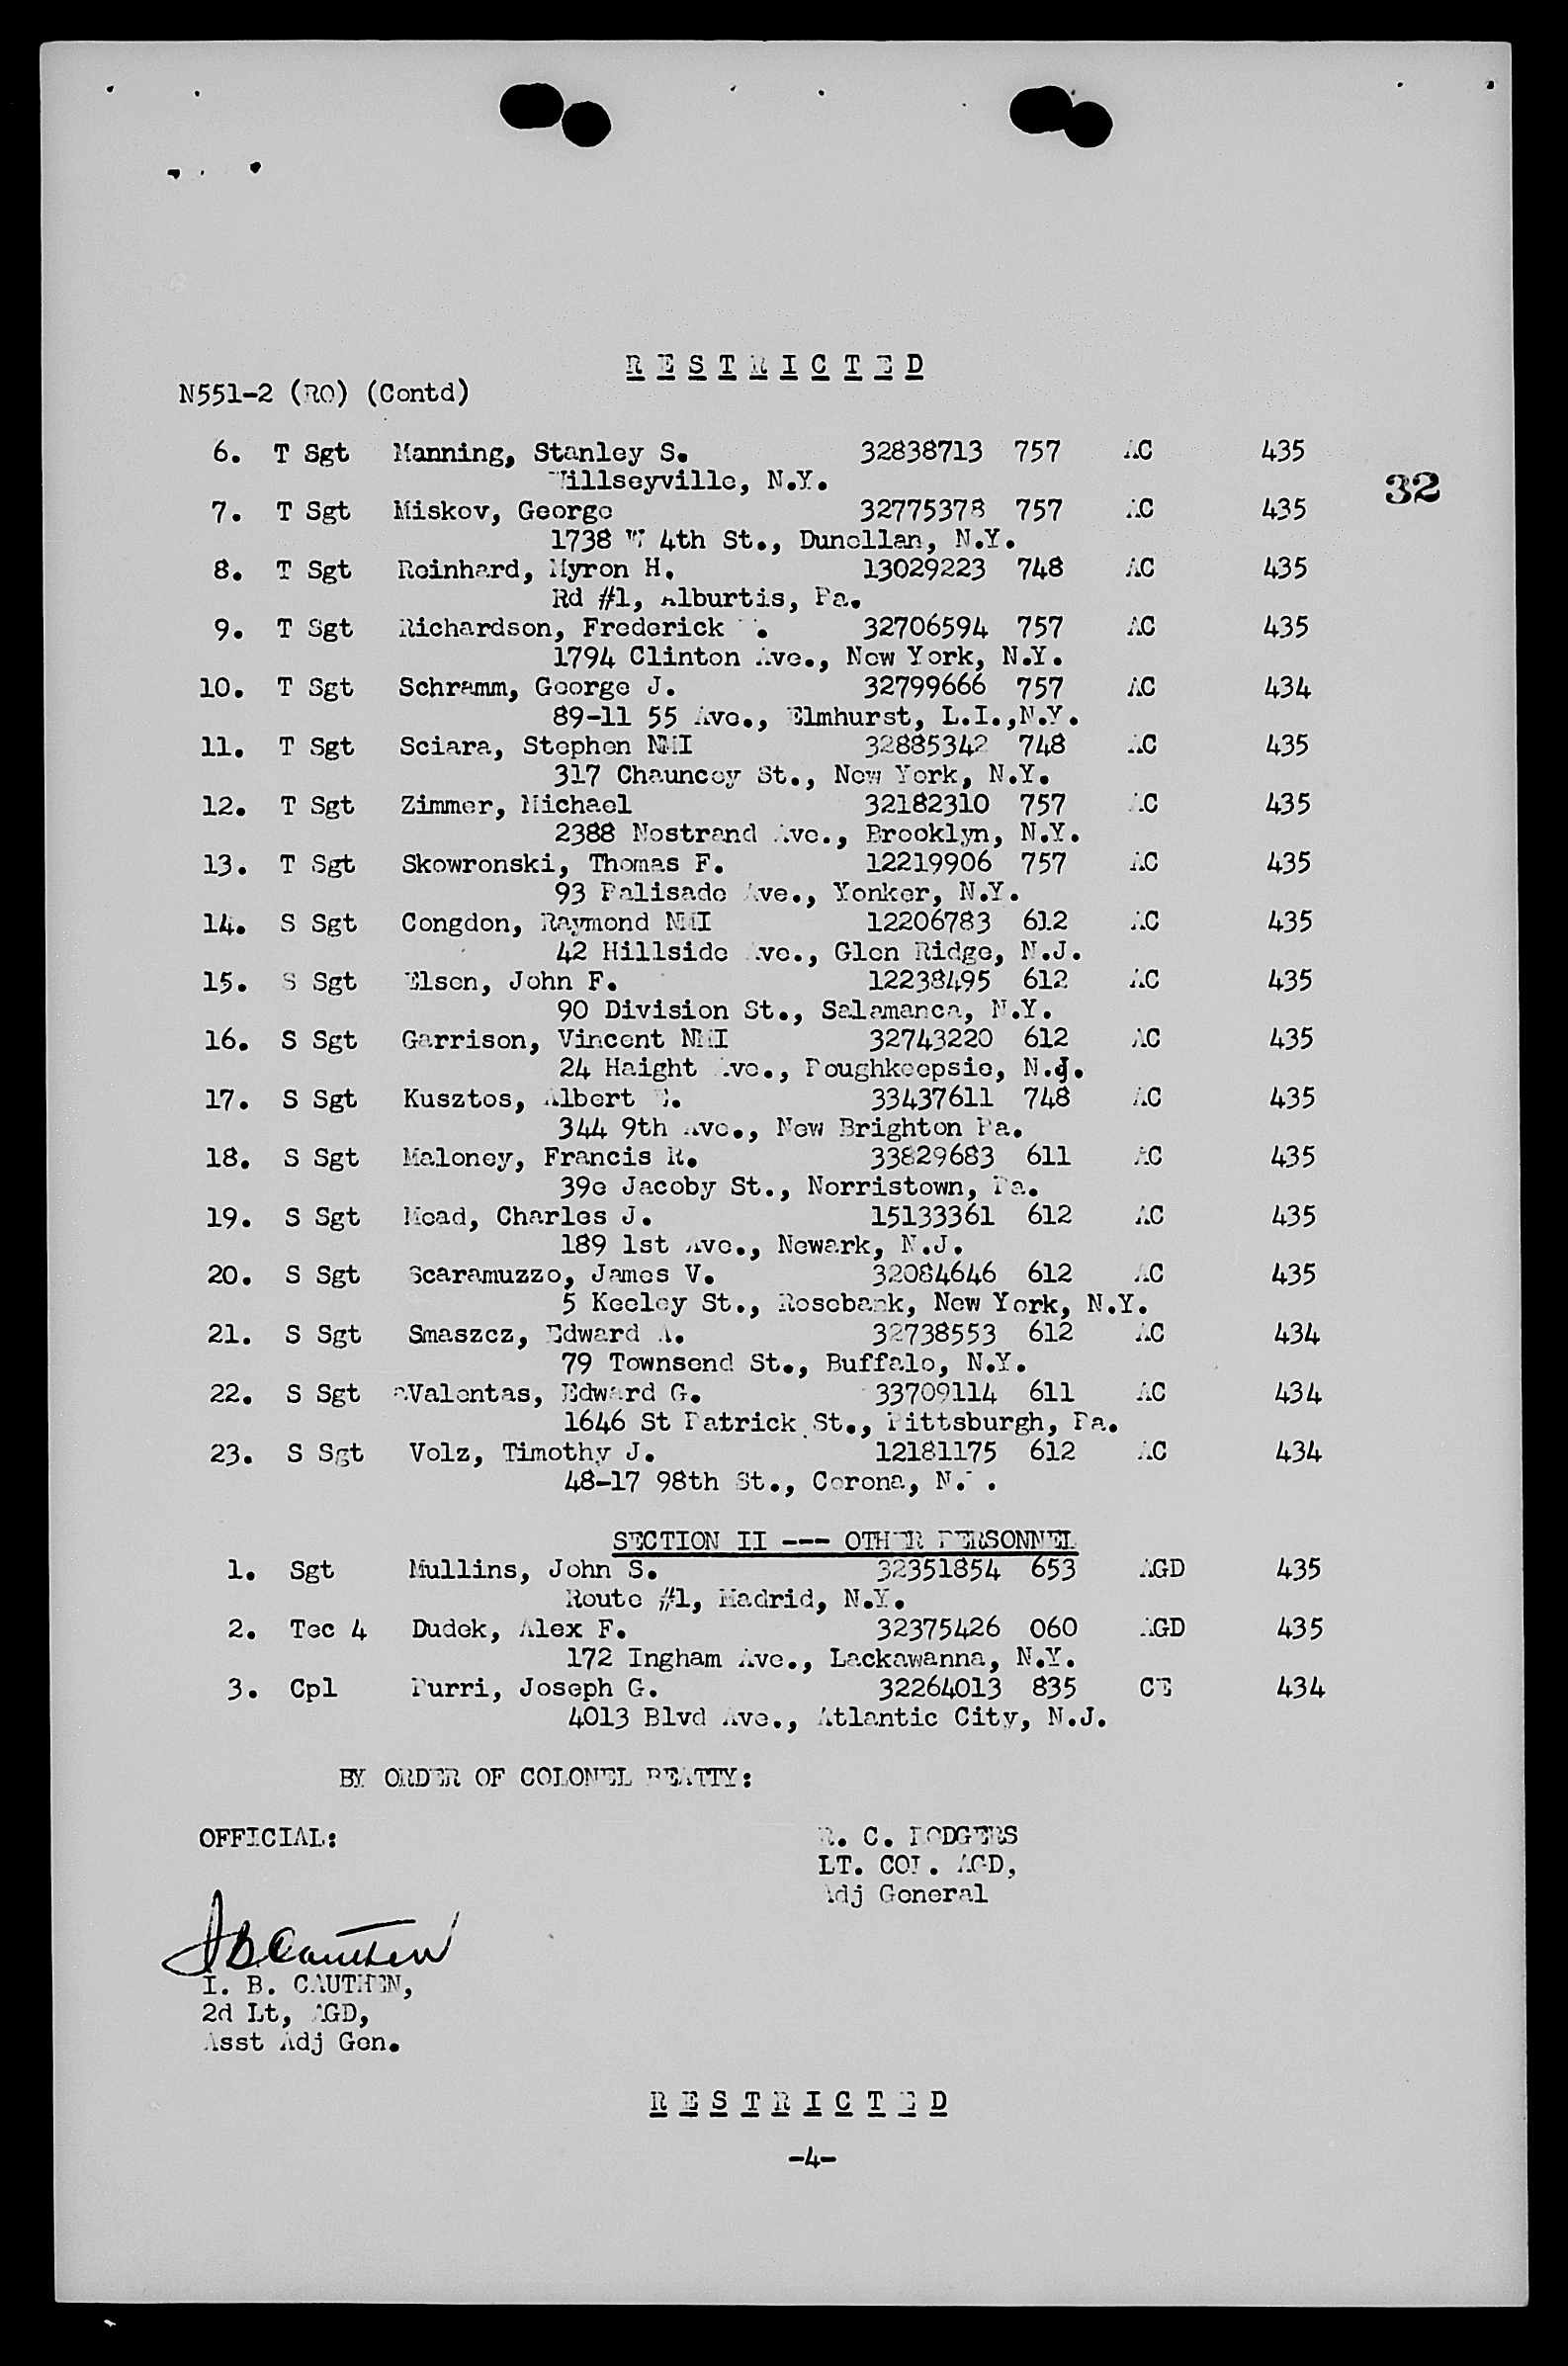 RESTRICTED
N551-2 (RO) (Contd)
6. T Sgt Manning, Stanley S. 32838713 757 AC 435
Willseyville, N.Y.
32
7. T Sgt Miskov, George 32775378 757 AC 435
1738 W 4th St., Dunellan, N.Y.
8. T Sgt Reinhard, Myron H. 13029223 748 AC 435
Rd #1, Alburtis, Pa.
9. T Sgt Richardson, Frederick 32706594 757 AC 435
1794 Clinton Ave., New York, N.Y.
10. T Sgt Schramm, George J. 32799666 757 AC 434
89-11 55 Ave., Elmhurst, L.I.,N.Y.
11. T Sgt Sciara, Stephen NMI 32885342 748 AC 435
317 Chauncey St., New York, N.Y.
12. T Sgt Zimmer, Michael 32182310 757 AC 435
2388 Nostrand Ave., Brooklyn, N.Y.
13. T Sgt Skowronski, Thomas F. 12219906 757 AC 435
93 Palisade Ave., Yonker, N.Y.
14. S Sgt Congdon, Raymond NMI 12206783 612 AC 435
42 Hillside Ave., Glen Ridge, N.J.
15. S Sgt Elsen, John F. 12238495 612 AC 435
90 Division St., Salamanca, N.Y.
16. S Sgt Garrison, Vincent NMI 32743220 612 AC 435
24 Haight Ave., Poughkeepsie, N.J.
17. S Sgt Kusztos, Albert E. 33437611 748 AC 435
344 9th Ave., New Brighton Pa.
18. S Sgt Maloney, Francis R. 33829683 611 AC 435
39e Jacoby St., Norristown, Pa.
19. S Sgt Mead, Charles J. 15133361 612 AC 435
189 1st Ave., Newark, N.J.
20. S Sgt Scaramuzzo, James V. 32084646 612 AC 435
5 Keeley St., Rosebank, New York, N.Y.
21. S Sgt Smaszcz, Edward A. 32738553 612 AC 434
79 Townsend St., Buffalo, N.Y.
22. S Sgt aValentas, Edward G. 33709114 611 AC 434
1646 St Patrick St., Pittsburgh, Pa.
23. S Sgt Volz, Timothy J. 12181175 612 AC 434
48-17 98th St., Corona,
SECTION II --- OTHER PERSONNEL
1. Sgt Mullins, John S. 32351854 653 AGD 435
Route #1, Madrid, N.Y.
2. Tec 4 Dudek, Alex F. 32375426 060 AGD 435
172 Ingham Ave., Lackawanna, N.Y.
3. Cpl Purri, Joseph G. 32264013 835 CE 434
4013 Blvd Ave., Atlantic City, N.J.
BY ORDER OF COLONEL BEATTY:
OFFICIAL:
R. C. RODGERS
LT. COL. AGD,
Adj General
I B Cauthen
I. B. CAUTHEN,
2d Lt, AGD,
Asst Adj Gen.
RESTRICTED
-4-